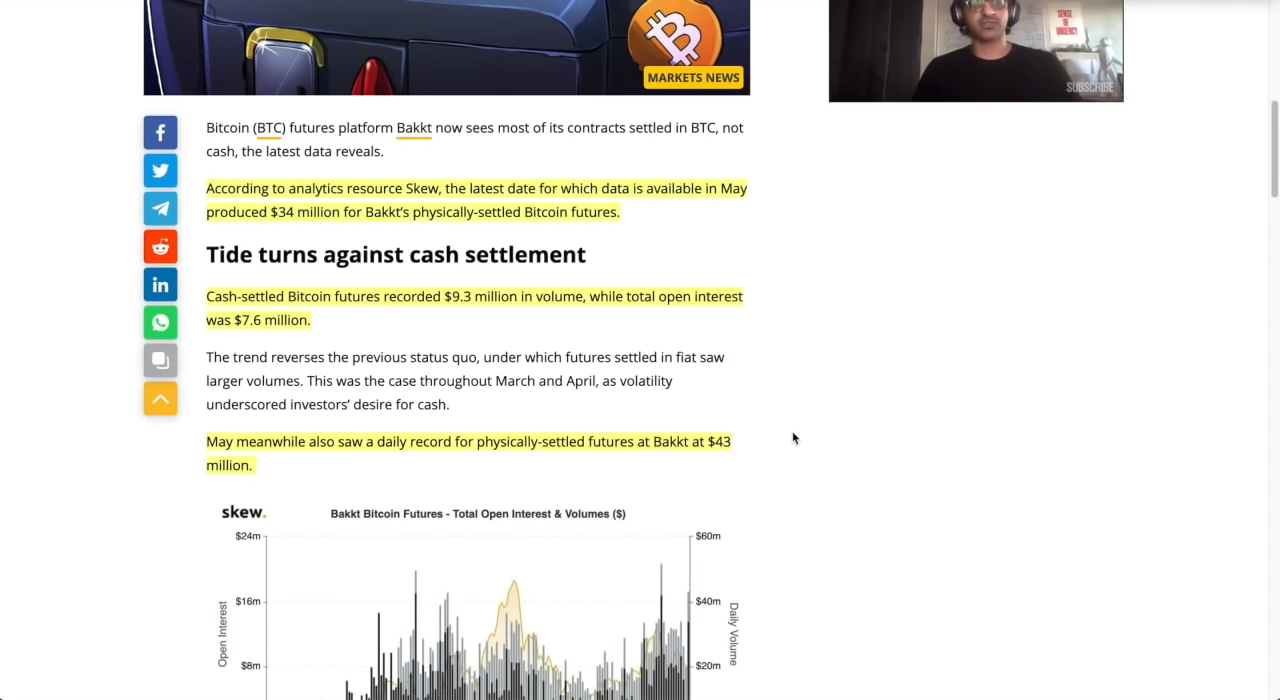 MARKETS NEWS
SENSE
OF
URGENCY
SUBSCRIBE
Bitcoin (BTC) futures platform Bakkt now sees most of its contracts settled in BTC, not
cash, the latest data reveals.
According to analytics resource Skew, the latest date for which data is available in May
produced $34 million for Bakkt’s physically-settled Bitcoin futures.
Tide turns against cash settlement
Cash-settled Bitcoin futures recorded $9.3 million in volume, while total open interest
was $7.6 million.
The trend reverses the previous status quo, under which futures settled in fiat saw
larger volumes. This was the case throughout March and April, as volatility
underscored investors’ desire for cash.
May meanwhile also saw a daily record for physically-settled futures at Bakkt at $43
million.
skew.
Bakkt Bitcoin Futures - Total Open Interest & Volumes ($)
$24m
$60m
$16m
$40m
Open Interest
Daily Volume
$8m
$20m